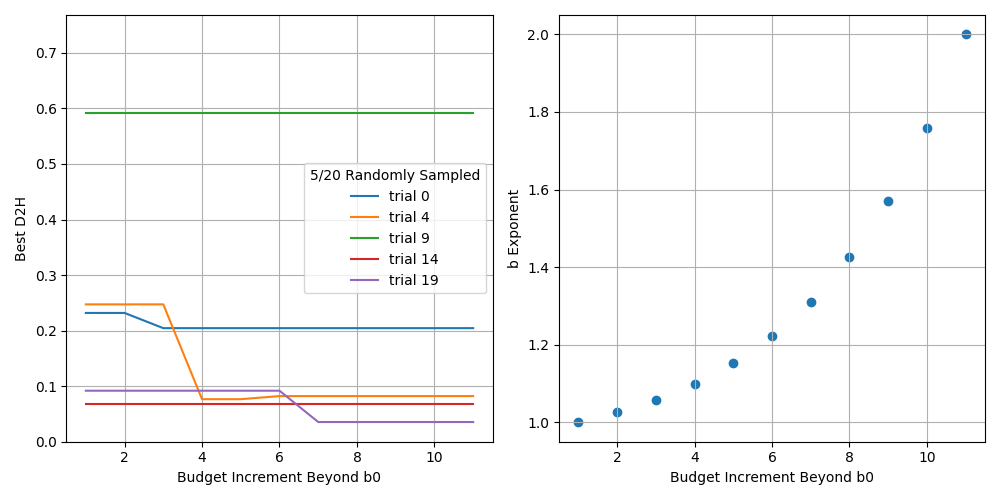 0.7
0.6
0.5
0.4
0.3
0.2
0.1
0.0
Best D2H
5/20 Randomly Sampled
trial 0
trial 4
trial 9
trial 14
trial 19
2 4 6 8 10
Budget Increment Beyond b0
2.0
1.8
1.6
1.4
1.2
1.0
b Exponent
2 4 6 8 10
Budget Increment Beyond b0